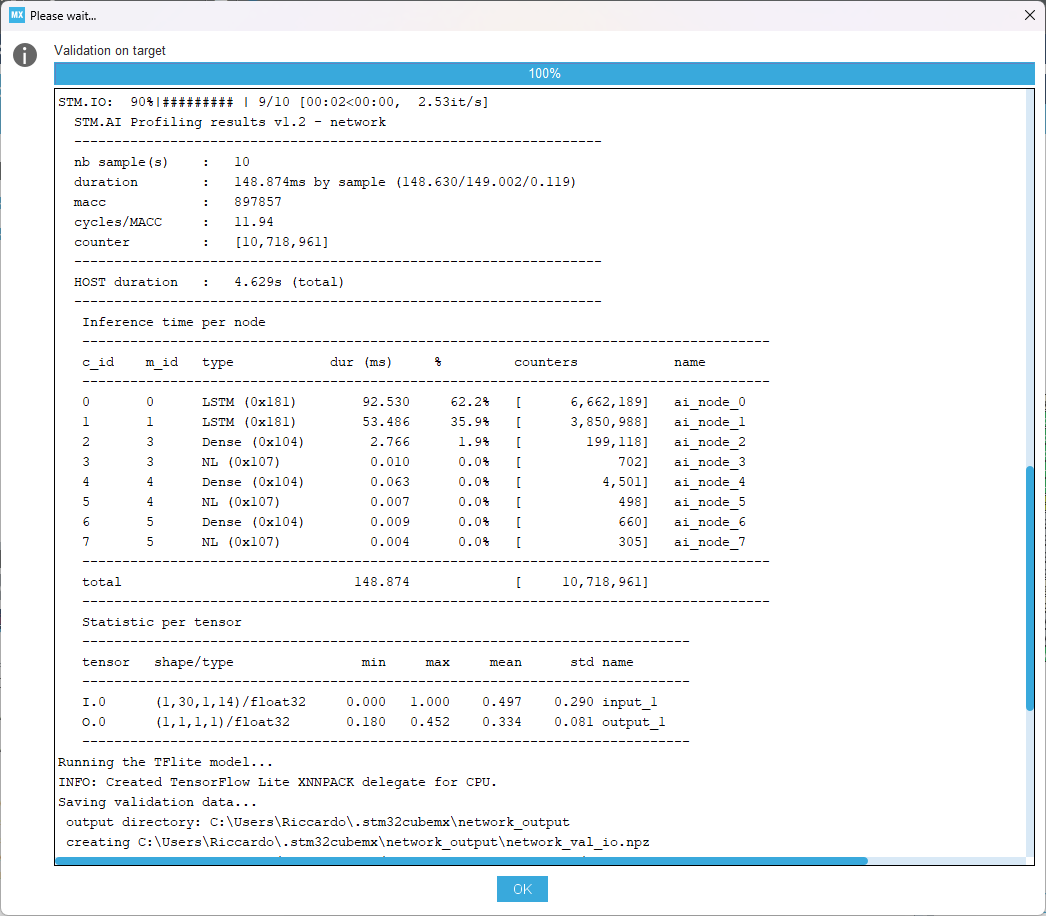 MX Please wait...
Validation on target
100%
STM.IO:  90%|######### | 9/10 [00:02<00:00,  2.53it/s]
STM.AI Profiling results v1.2 - network
------------------------------------------------------------------
nb sample(s)    :   10
duration        :   148.874ms by sample (148.630/149.002/0.119)
macc            :   897857
cycles/MACC     :   11.94
counter         :   [10,718,961]
------------------------------------------------------------------
HOST duration   :   4.629s (total)
------------------------------------------------------------------
Inference time per node
--------------------------------------------------------------------------------------
c_id    m_id   type            dur (ms)     %         counters            name
--------------------------------------------------------------------------------------
0       0      LSTM (0x181)        92.530     62.2%   [      6,662,189]   ai_node_0
1       1      LSTM (0x181)        53.486     35.9%   [      3,850,988]   ai_node_1
2       3      Dense (0x104)        2.766      1.9%   [        199,118]   ai_node_2
3       3      NL (0x107)           0.010      0.0%   [            702]   ai_node_3
4       4      Dense (0x104)        0.063      0.0%   [          4,501]   ai_node_4
5       4      NL (0x107)           0.007      0.0%   [            498]   ai_node_5
6       5      Dense (0x104)        0.009      0.0%   [            660]   ai_node_6
7       5      NL (0x107)           0.004      0.0%   [            305]   ai_node_7
--------------------------------------------------------------------------------------
total                             148.874             [     10,718,961]
--------------------------------------------------------------------------------------
Statistic per tensor
----------------------------------------------------------------------------
tensor   shape/type                min     max     mean      std name
----------------------------------------------------------------------------
I.0      (1,30,1,14)/float32     0.000   1.000    0.497    0.290 input_1
O.0      (1,1,1,1)/float32       0.180   0.452    0.334    0.081 output_1
----------------------------------------------------------------------------
Running the TFlite model...
INFO: Created TensorFlow Lite XNNPACK delegate for CPU.
Saving validation data...
output directory: C:\Users\Riccardo\.stm32cubemx\network_output
creating C:\Users\Riccardo\.stm32cubemx\network_output\network_val_io.npz
OK